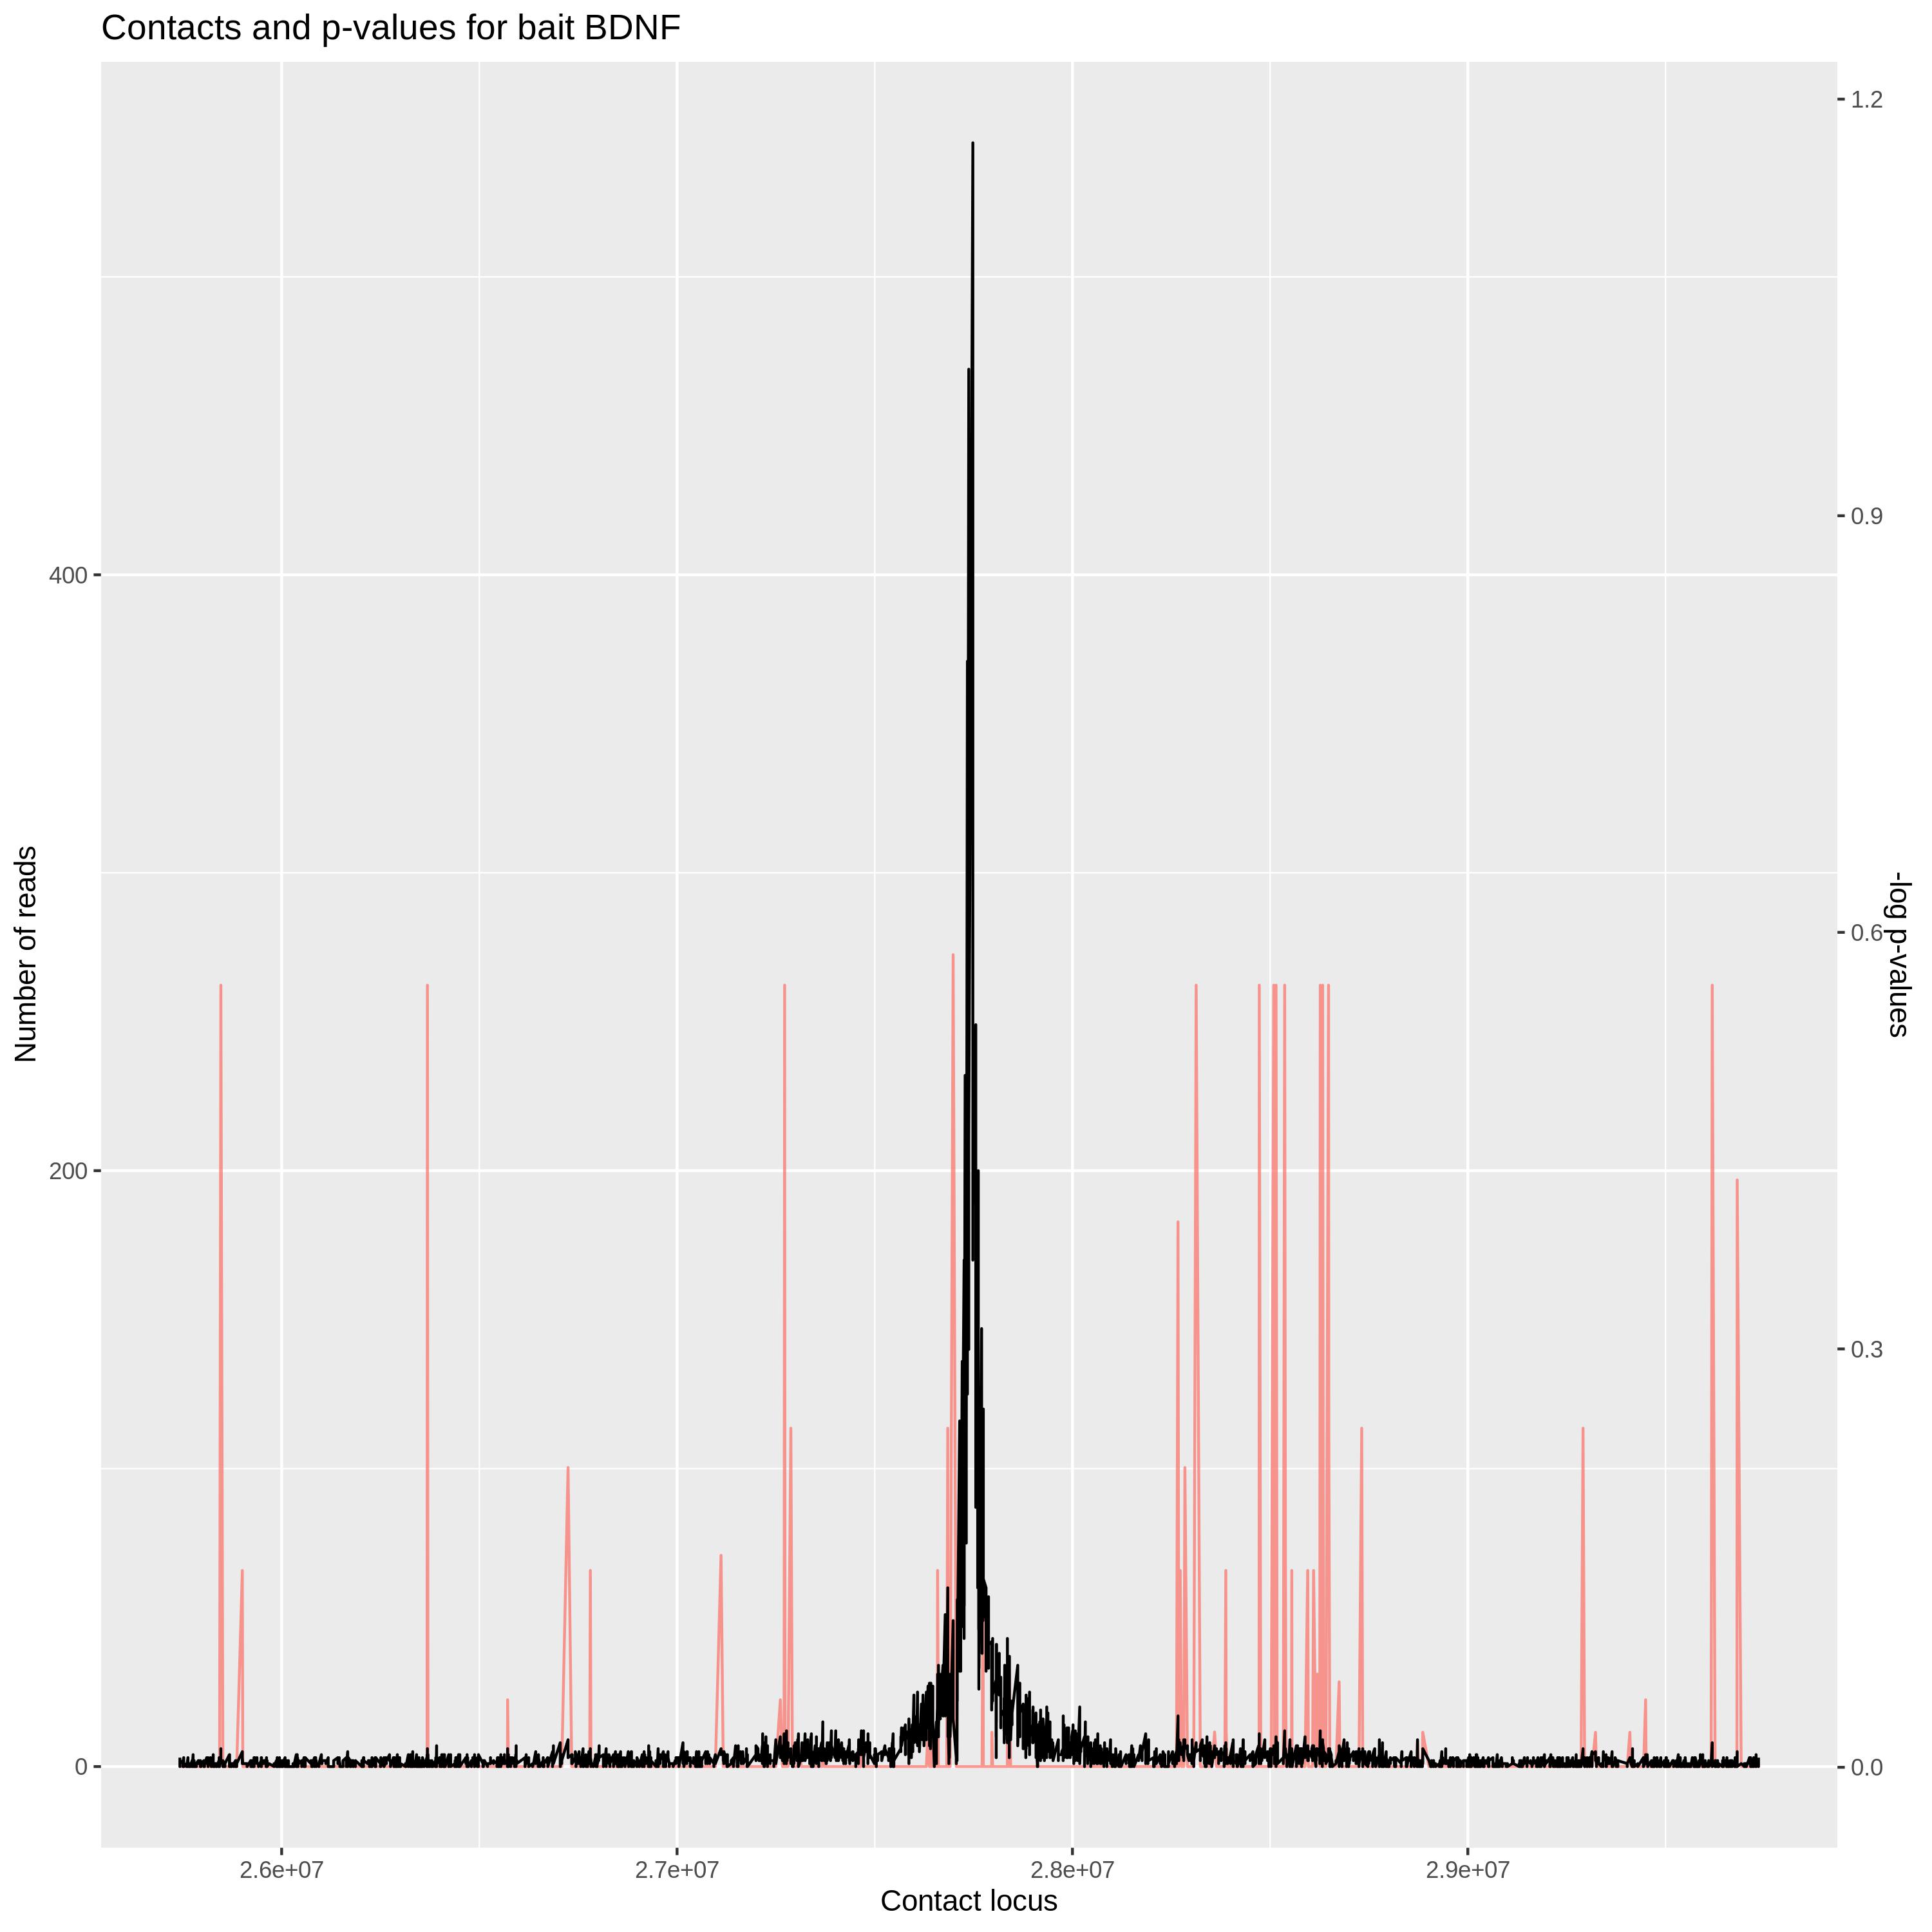 Contacts and p-values for bait BDNF
1.2
0.9
400
0.6
Number of reads
-log p-values
200
0.3
0
0.0
2.6e+07
2.7e+07
2.8e+07
2.9e+07
Contact locus